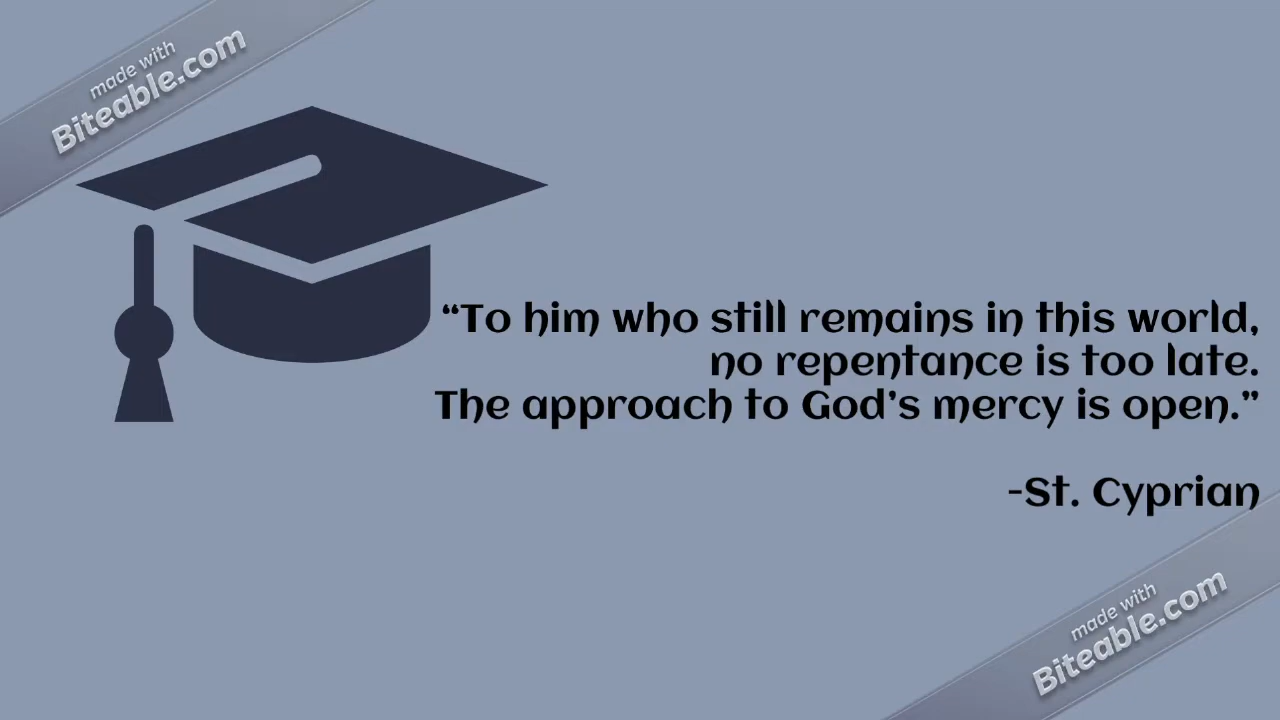 made with
Biteable.com
“To him who still remains in this world,
no repentance is too late.
The approach to God's mercy is open.”
-St. Cyprian
made with
Biteable.com